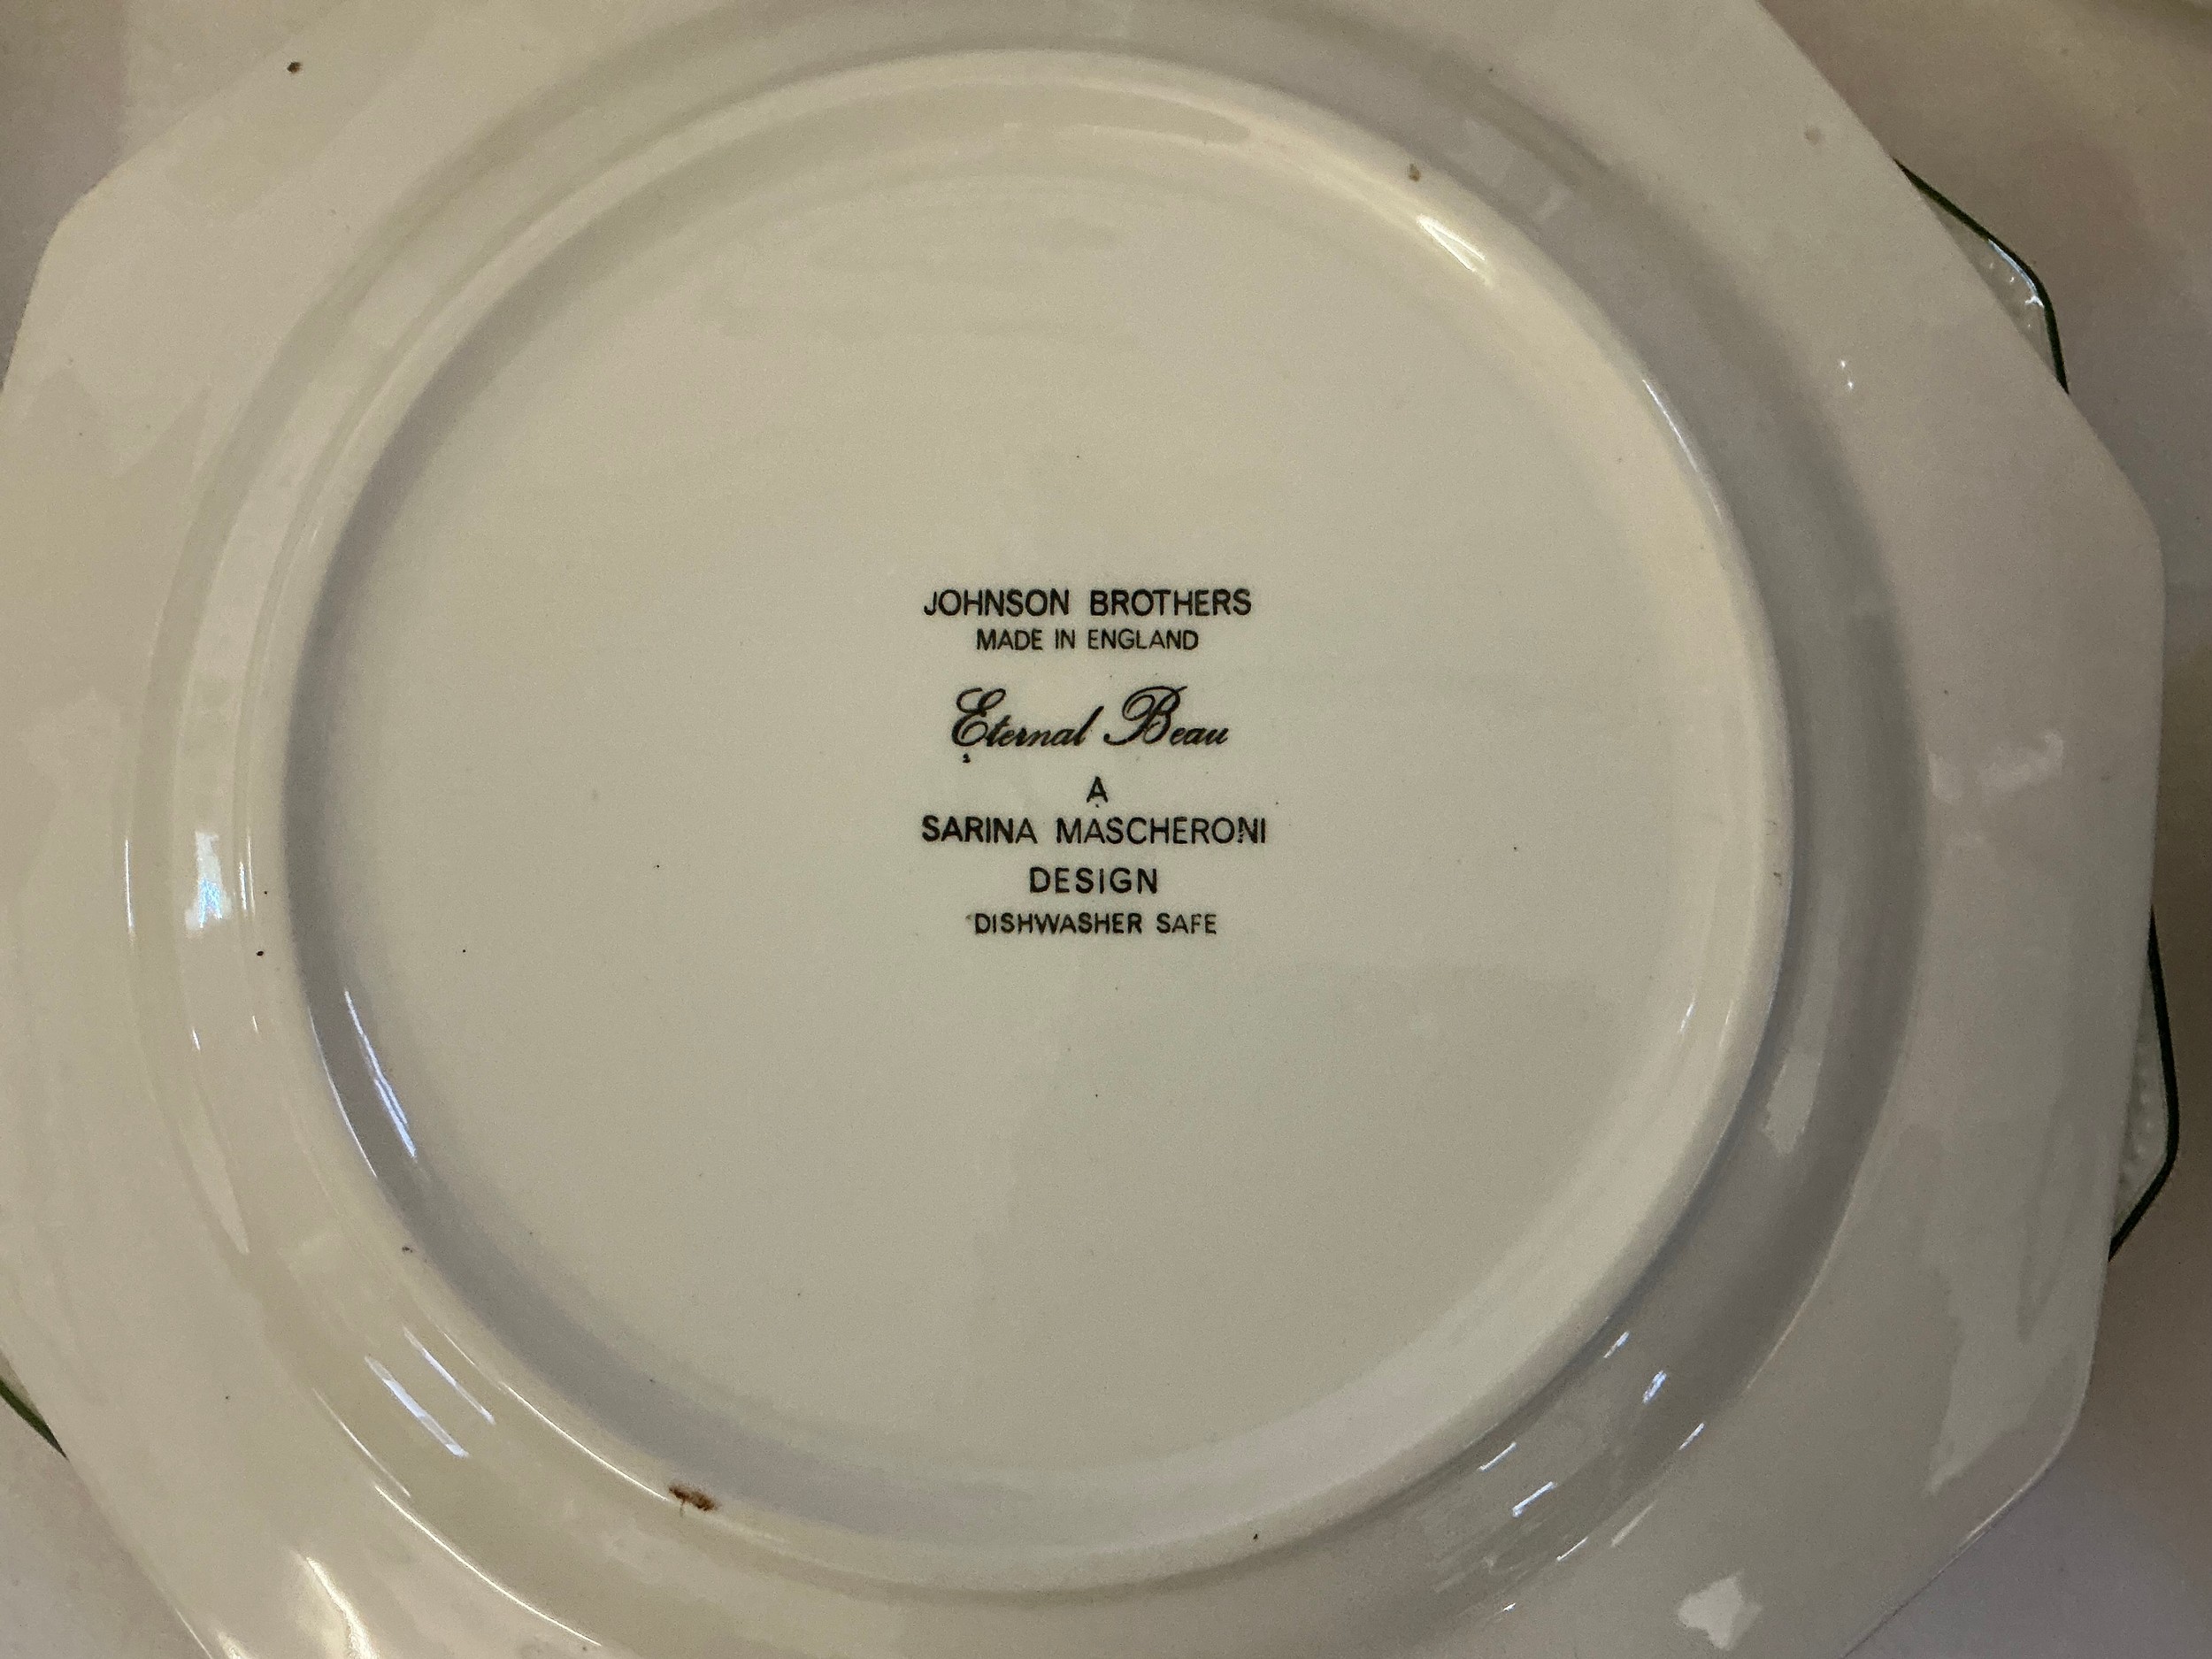 JOHNSON BROTHERS
MADE IN ENGLAND
Eternal Beau
A
SARINA MASCHERONI
DESIGN
DISHWASHER SAFE